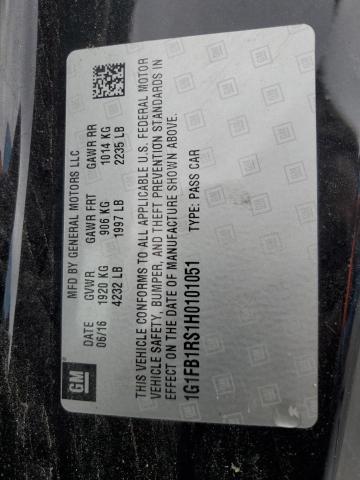 GM
MFD BY GENERAL MOTORS LLC
DATE GVWR GAWR FRT GAWR RR
06/16 1920 KG 906 KG 1014 KG
4232 LB 1997 LB 2235 LB
THIS VEHICLE CONFORMS TO ALL APPLICABLE U.S. FEDERAL MOTOR
VEHICLE SAFETY, BUMPER, AND THEFT PREVENTION STANDARDS IN
EFFECT ON THE DATE OF MANUFACTURE SHOWN ABOVE.
1G1FB1RS1H0101051 TYPE: PASS CAR